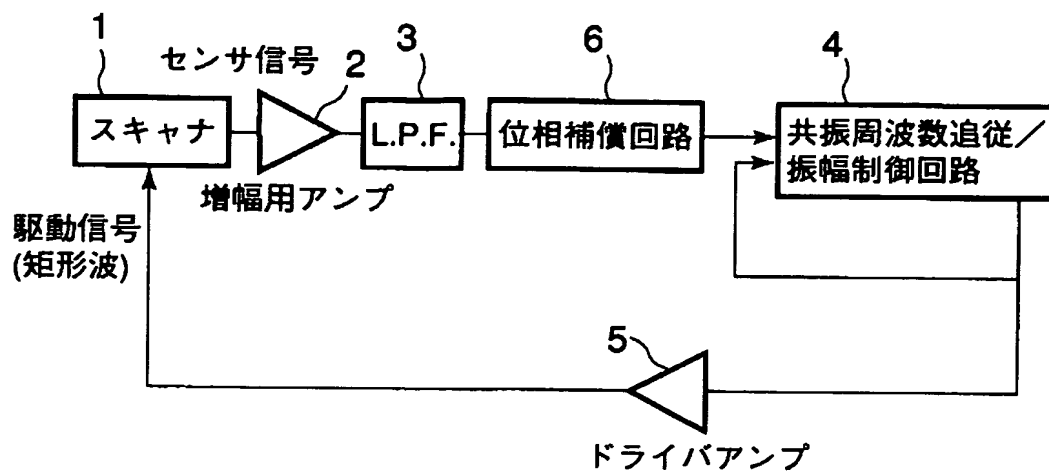 1
センサ信号
2
3
6
4
スキャナ
L.P.F.
位相補償回路
共振周波数追従／
振幅制御回路
増幅用アンプ
駆動信号
(矩形波)
5
ドライバアンプ